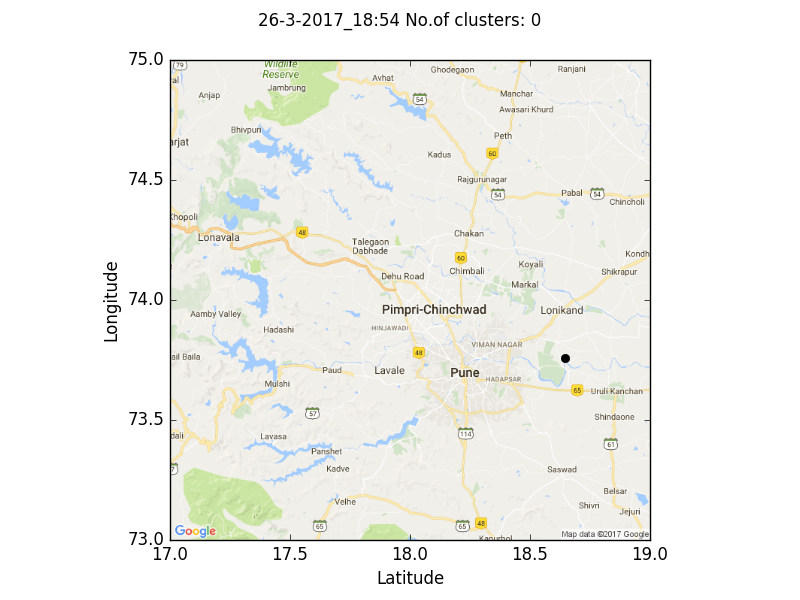 26-3-2017_18:54 No.of clusters: 0
75.0
74.5
74.0
73.5
73.0
Longitude
17.0
17.5
18.0
18.5
19.0
Latitude
79
Wildlife
Reserve
Jambrung
Avhat
Ghodegaon
Ranjani
al
Anjap
54
Manchar
Awasari Khurd
Bhivpuri
Peth
arjat
Kadus
60
Rajgurunagar
54
Pabal
54
Chincholi
Khopoli
Lonavala
48
Talegaon
Dabhade
Chakan
60
Kondh
Dehu Road
Chimbali
Koyali
Shikrapur
Markal
Aamby Valley
Pimpri-Chinchwad
Lonikand
Hadashi
HINJAWADI
VIMAN NAGAR
ail Baila
48
Paud
Lavale
Pune
HADAPSAR
Mulshi
65
Uruli Kanchan
57
Shindaone
dali
Lavasa
114
61
Panshet
7
Kadve
Saswad
Belsar
Velhe
Shivri
Jejuri
65
65
48
Kapurhol
Google
Map data ©2017 Google